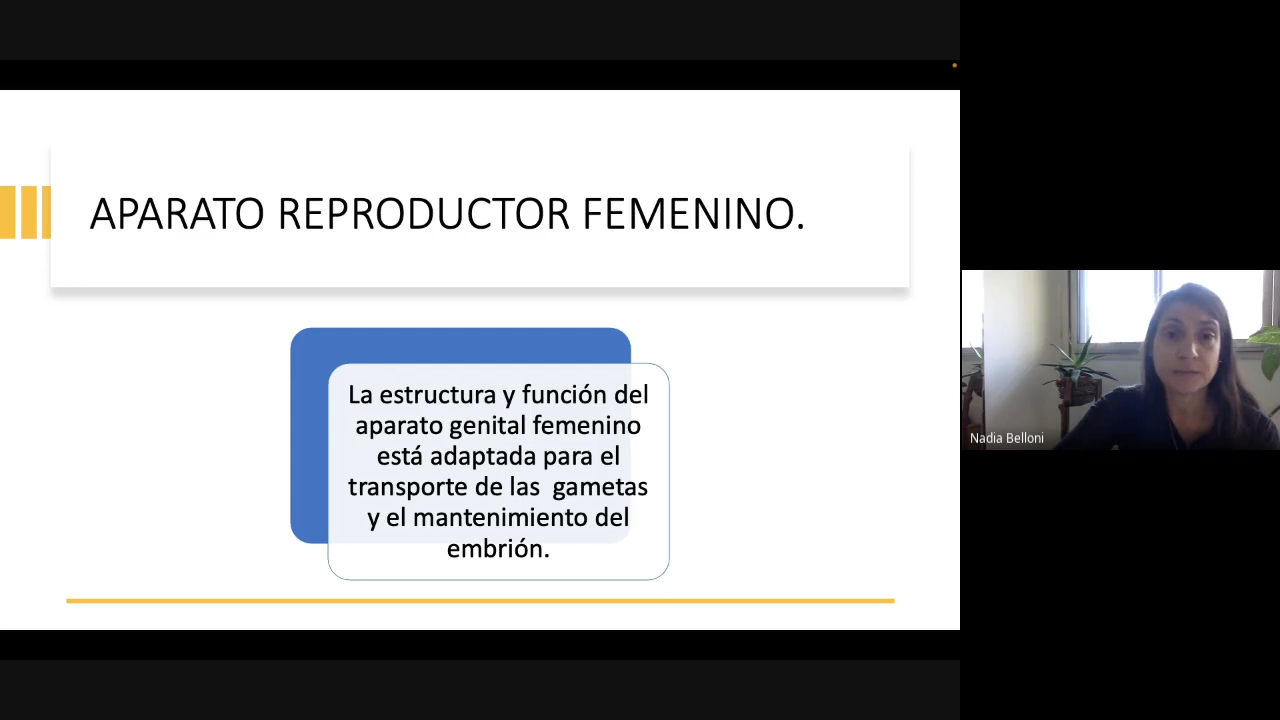 APARATO REPRODUCTOR FEMENINO.
La estructura y función del
aparato genital femenino
está adaptada para el
transporte de las  gametas
y el mantenimiento del
embrión.
Nadia Belloni